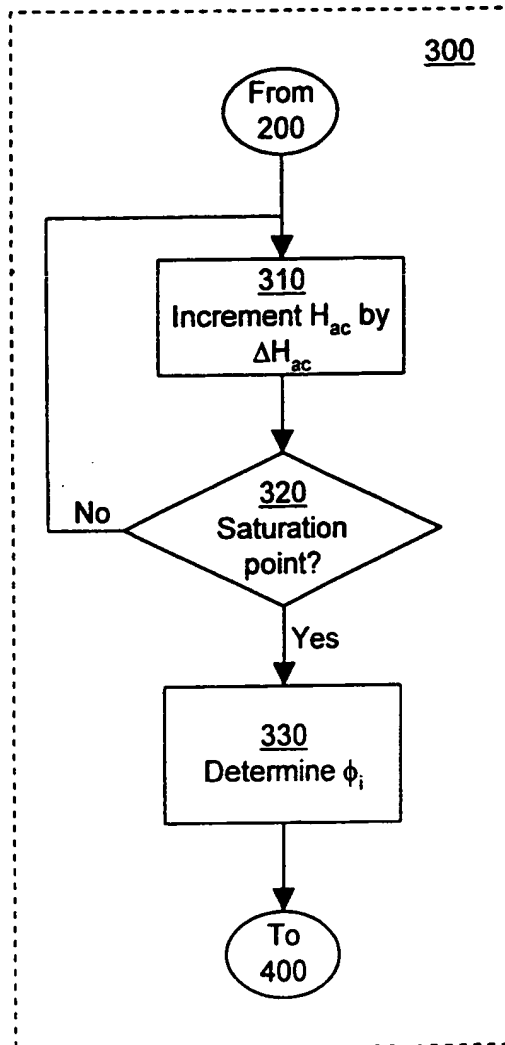 300
From
200
310
Increment H_ac by
ΔH_ac
320
Saturation
point?
No
Yes
330
Determine ϕ_i
To
400